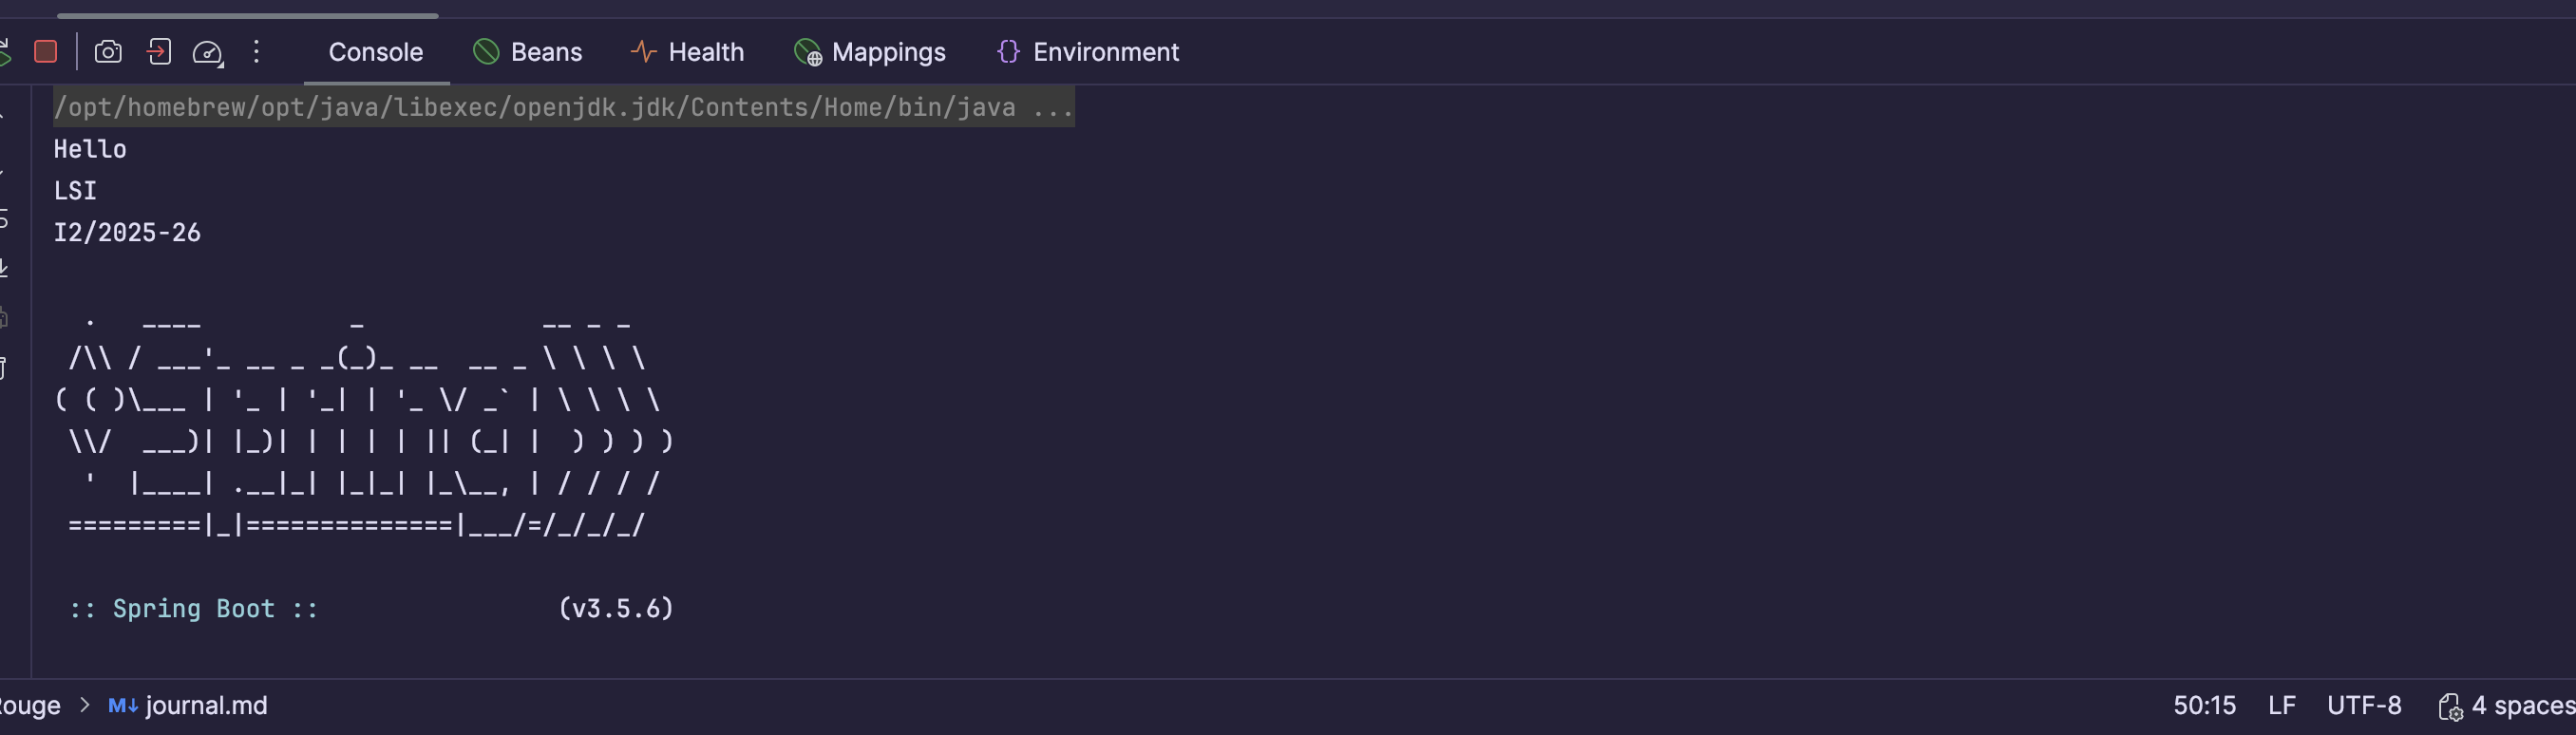 Console Beans Health Mappings Environment
/opt/homebrew/opt/java/libexec/openjdk.jdk/Contents/Home/bin/java ...
Hello
LSI
I2/2025-26
  .   ____          _            __ _ _
 /\\ / ___'_ __ _ _(_)_ __  __ _ \ \ \ \
( ( )\___ | '_ | '_| | '_ \/ _` | \ \ \ \
 \\/  ___)| |_)| | | | | || (_| |  ) ) ) )
  '  |____| .__|_| |_|_| |_\__, | / / / /
 =========|_|==============|___/=/_/_/_/
 :: Spring Boot ::                (v3.5.6)
ouge > M↓ journal.md 50:15 LF UTF-8 4 spaces